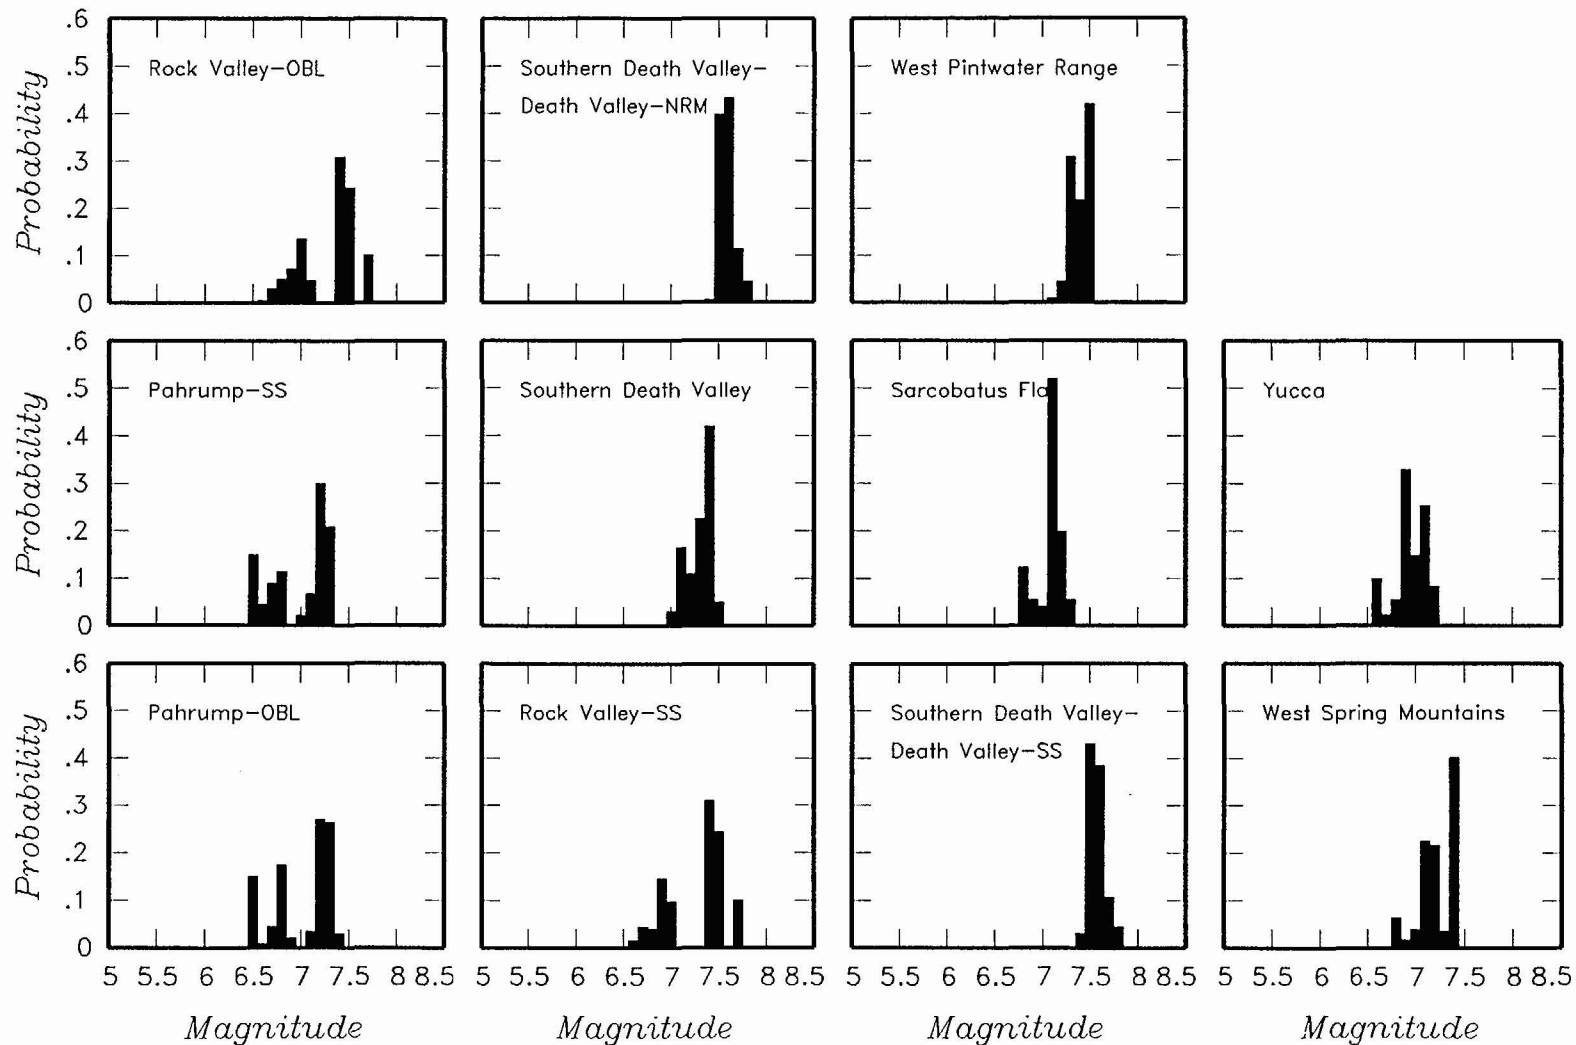 .6
.5
.4
.3
.2
.1
0
Probability
Rock Valley-OBL
Southern Death Valley-
Death Valley-NRM
West Pintwater Range
.6
.5
.4
.3
.2
.1
0
Probability
Pahrump-SS
Southern Death Valley
Sarcobatus Fla
Yucca
.6
.5
.4
.3
.2
.1
0
Probability
Pahrump-OBL
Rock Valley-SS
Southern Death Valley-
Death Valley-SS
West Spring Mountains
5 5.5 6 6.5 7 7.5 8 8.5
5 5.5 6 6.5 7 7.5 8 8.5
5 5.5 6 6.5 7 7.5 8 8.5
5 5.5 6 6.5 7 7.5 8 8.5
Magnitude
Magnitude
Magnitude
Magnitude